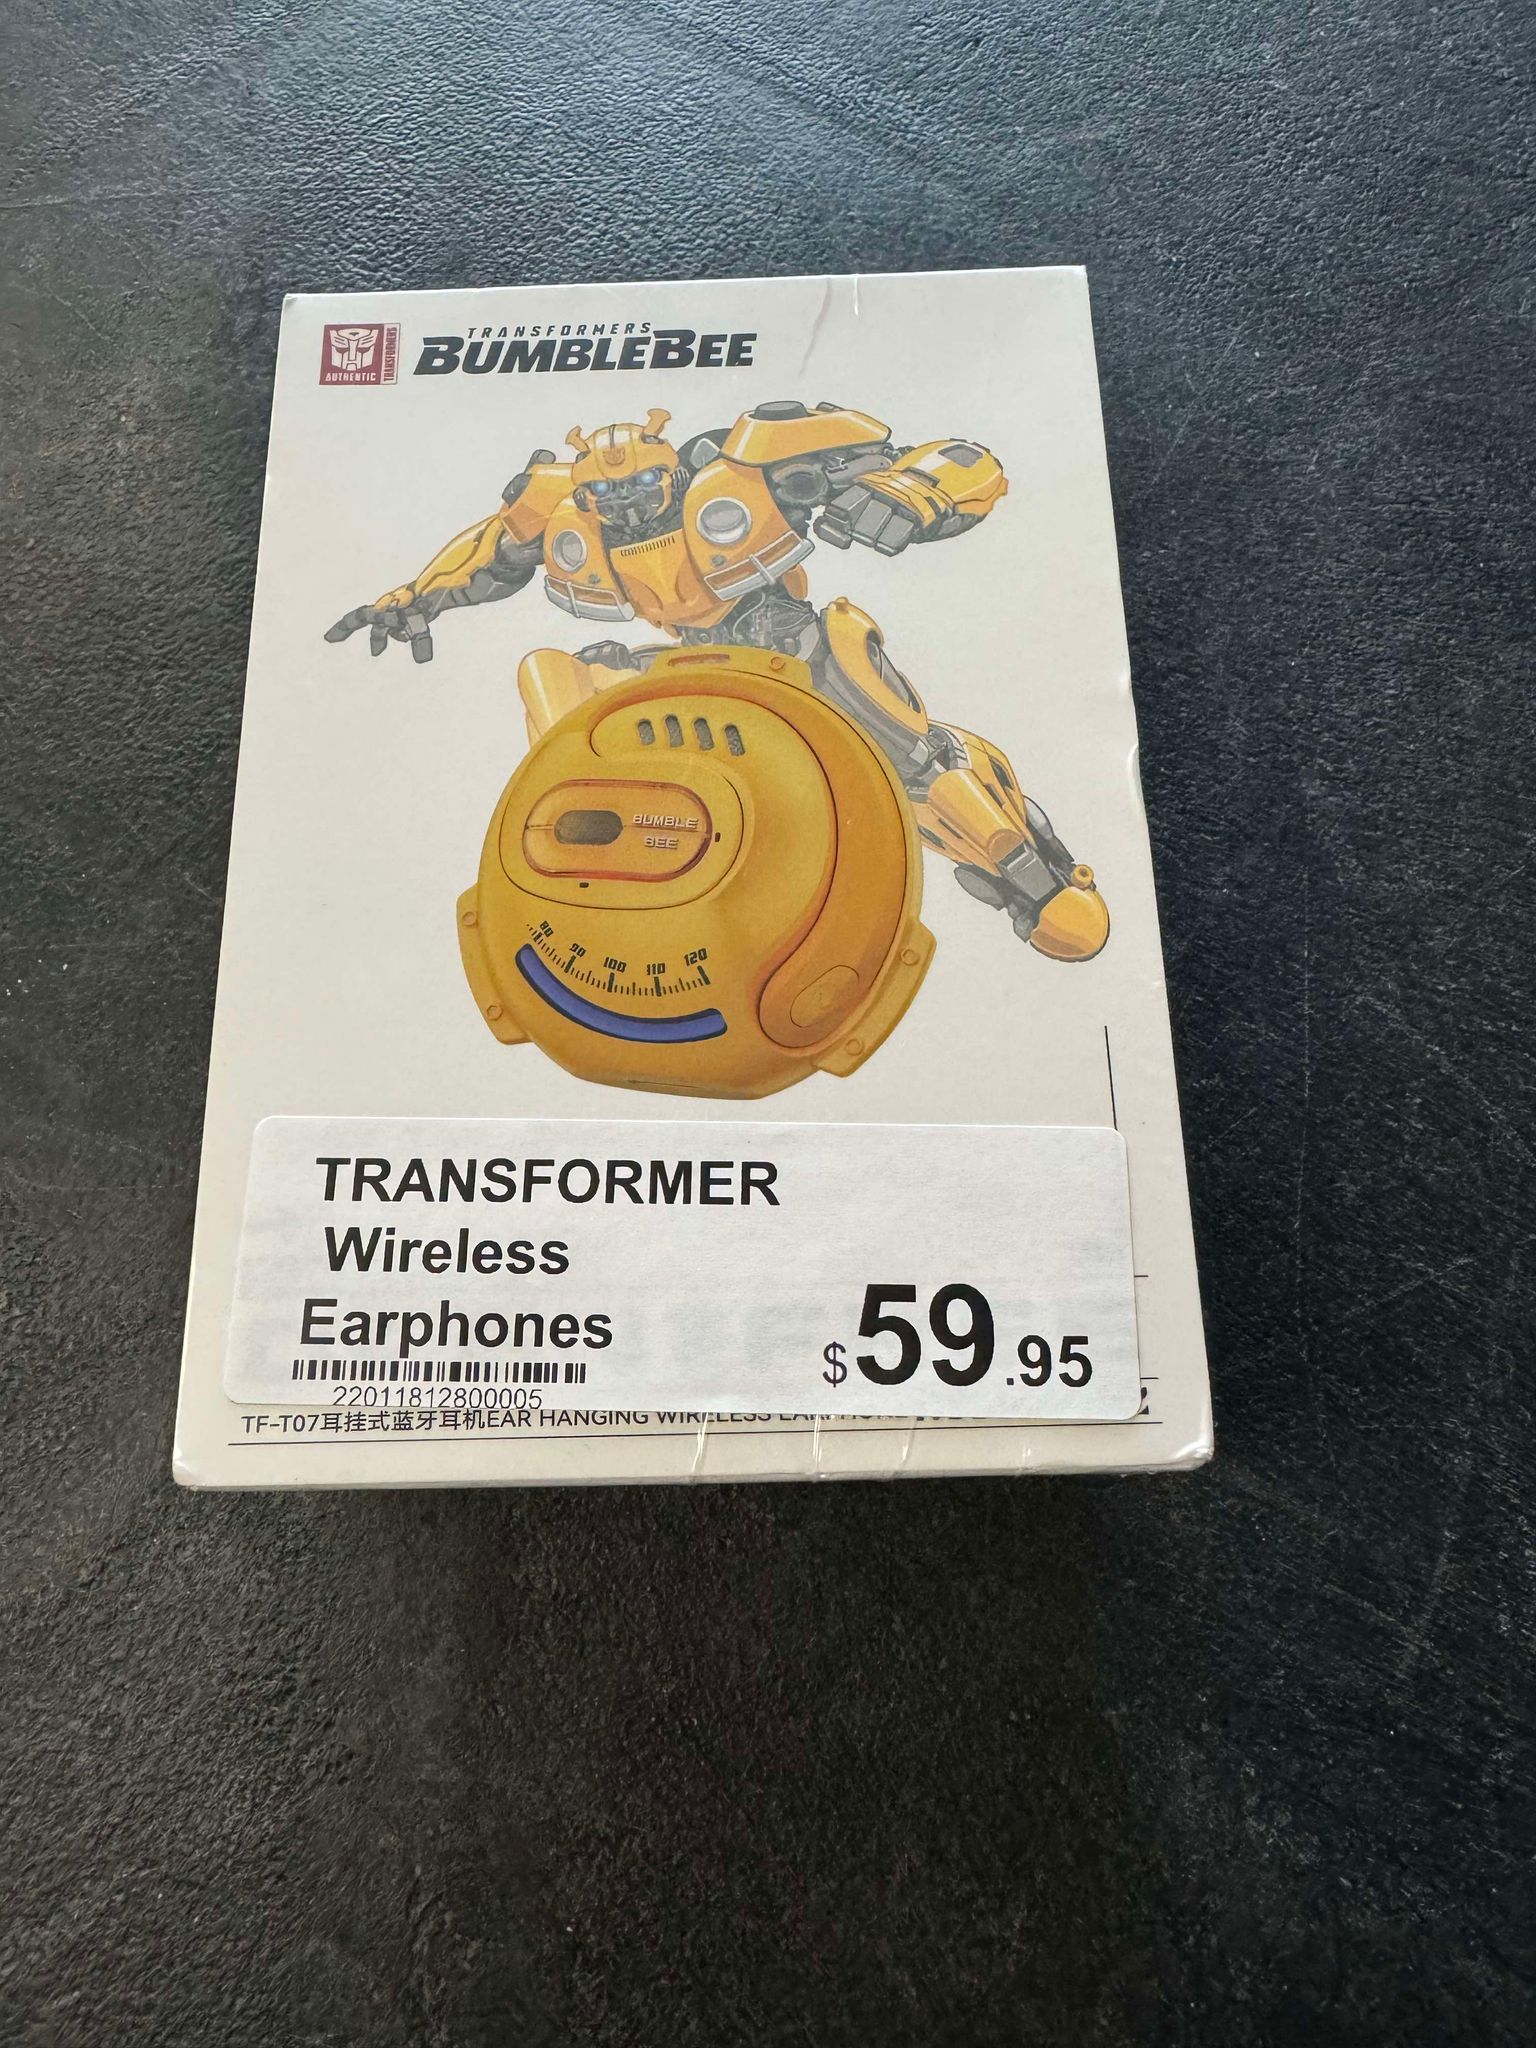 AUTHENTIC
TRANSFORMERS
TRANSFORMERS
BUMBLEBEE
BUMBLE
BEE
80 90 100 110 120
TRANSFORMER
Wireless
Earphones
$59.95
22011812800005
TF-T07耳挂式蓝牙耳机EAR HANGING WIRELESS